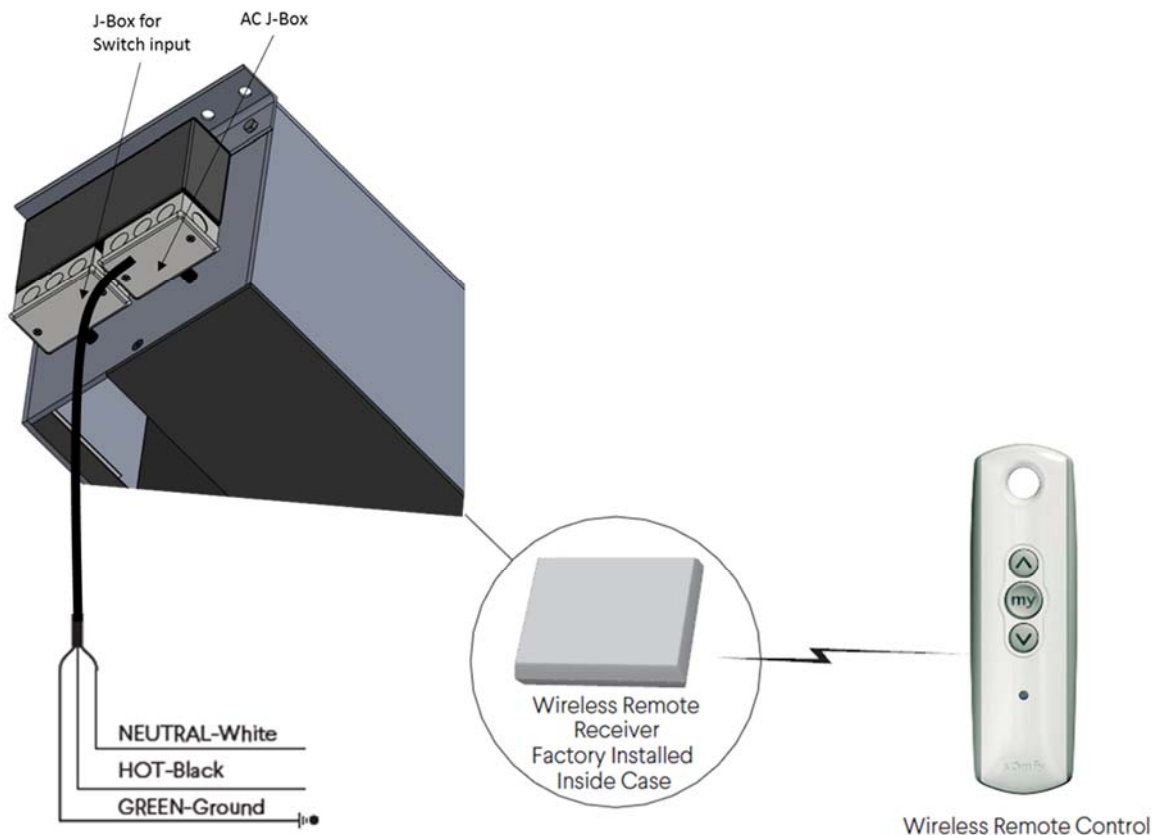 J-Box for
Switch input
AC J-Box
NEUTRAL-White
HOT-Black
GREEN-Ground
Wireless Remote
Receiver
Factory Installed
Inside Case
my
somfy
Wireless Remote Control